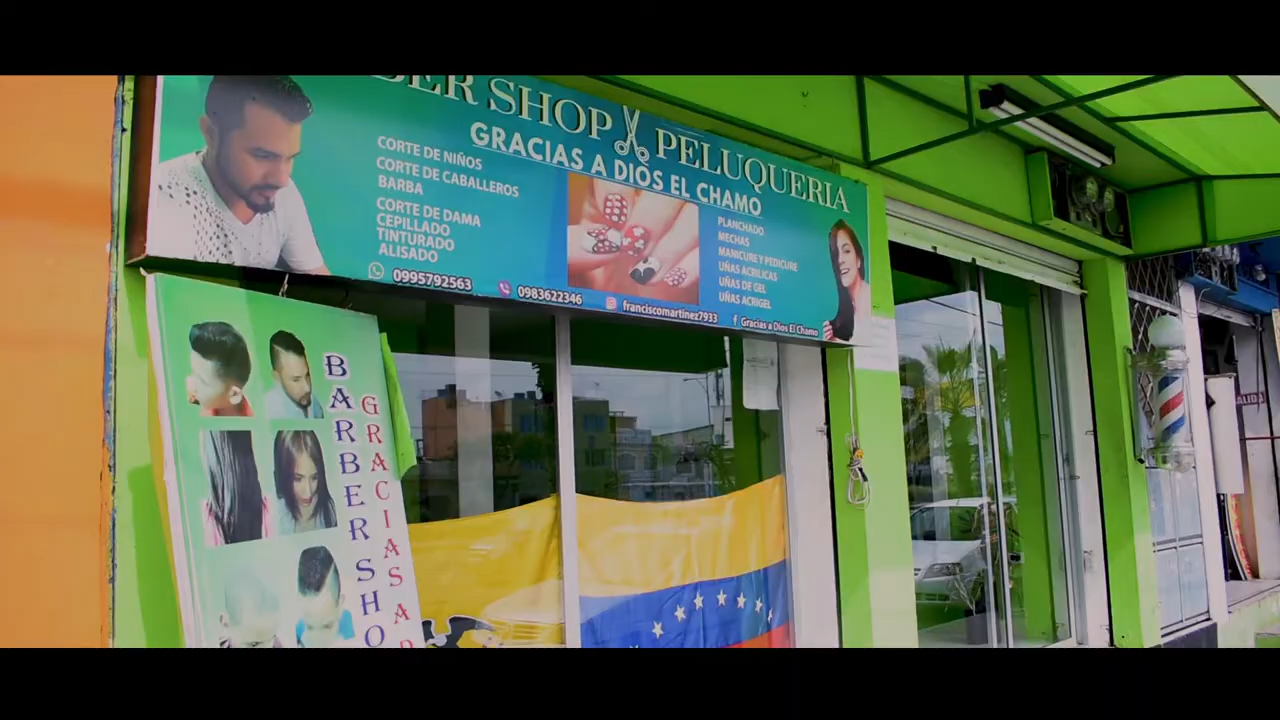 BER SHOP PELUQUERIA
GRACIAS A DIOS EL CHAMO
CORTE DE NIÑOS
CORTE DE CABALLEROS
BARBA
CORTE DE DAMA
CEPILLADO
TINTURADO
ALISADO
PLANCHADO
MECHAS
MANICURE Y PEDICURE
UÑAS ACRILICAS
UÑAS DE GEL
UÑAS ACRIGEL
0995792563
0983622346
franciscomartinez7933
Gracias a Dios El Chamo
BARBER SHO
GRACIAS A D